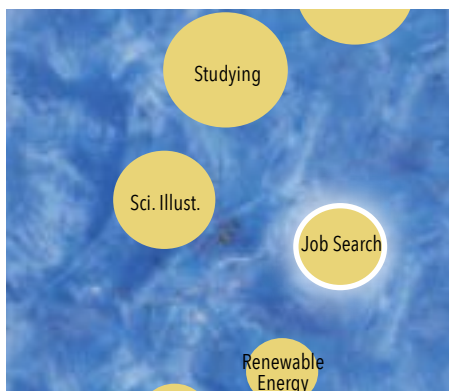 Studying
Sci. Illust.
Job Search
Renewable
Energy